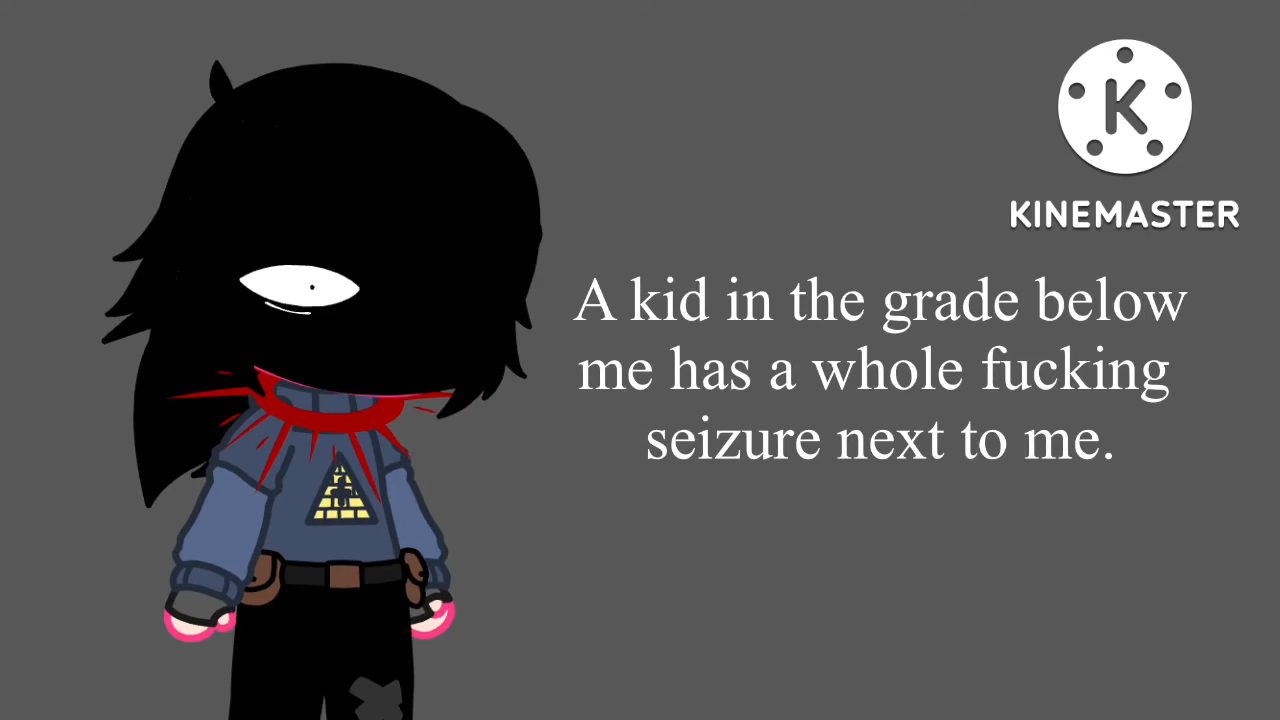 K
KINEMASTER
A kid in the grade below
me has a whole fucking
seizure next to me.